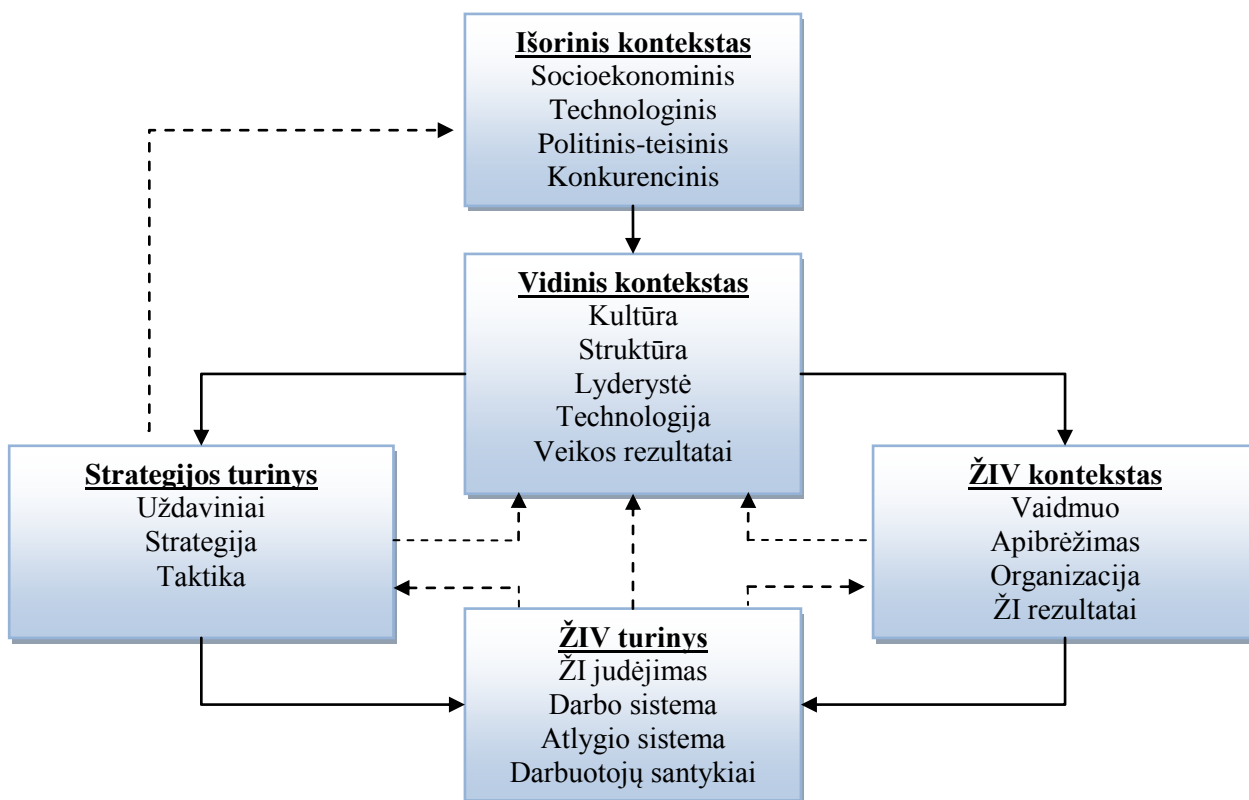 Išorinis kontekstas
Socioekonominis
Technologinis
Politinis-teisinis
Konkurencinis
Vidinis kontekstas
Kultūra
Struktūra
Lyderystė
Technologija
Veikos rezultatai
Strategijos turinys
Uždaviniai
Strategija
Taktika
ŽIV kontekstas
Vaidmuo
Apibrėžimas
Organizacija
ŽI rezultatai
ŽIV turinys
ŽI judėjimas
Darbo sistema
Atlygio sistema
Darbuotojų santykiai